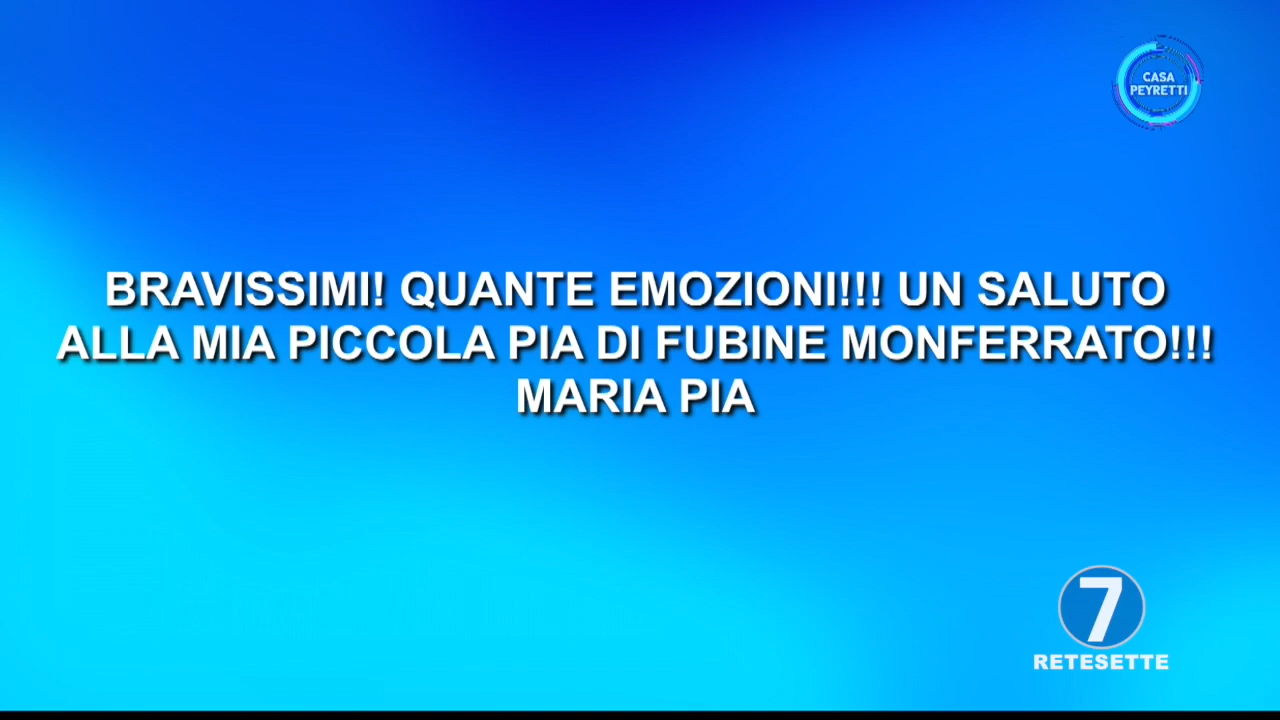 CASA
PEYRETTI
BRAVISSIMI! QUANTE EMOZIONI!!! UN SALUTO
ALLA MIA PICCOLA PIA DI FUBINE MONFERRATO!!!
MARIA PIA
7
RETESETTE